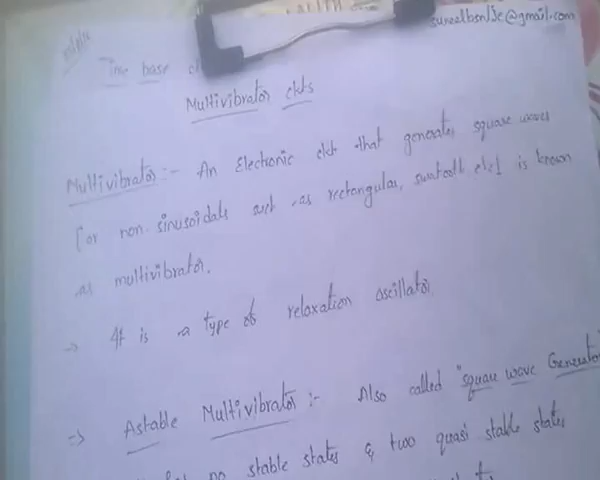 suneelbsnl3e@gmail.com
Time base
Multivibrator ckts
Multivibrator :- An Electronic ckt that generates square waves
[or non-sinusoidals such as rectangular, sawtooth etc] is known
as multivibrator.
→ It is a type of relaxation oscillator.
⇒ Astable Multivibrator :- Also called "square wave Generator
no stable states & two quasi stable states